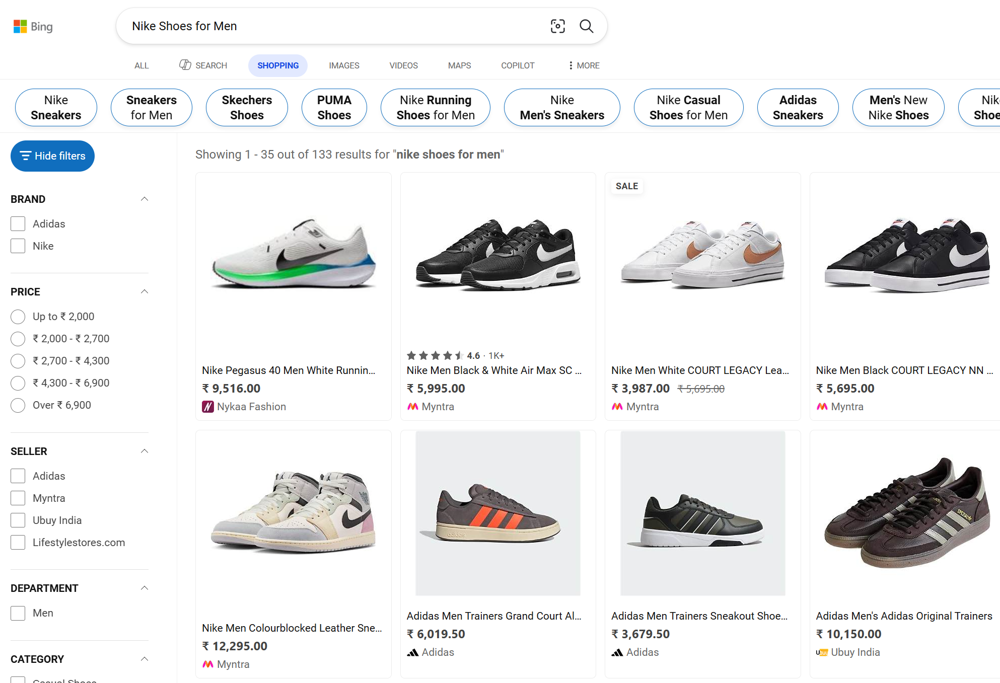 Bing
Nike Shoes for Men
ALL
SEARCH
SHOPPING
IMAGES
VIDEOS
MAPS
COPILOT
MORE
Nike
Sneakers
Sneakers
for Men
Skechers
Shoes
PUMA
Shoes
Nike Running
Shoes for Men
Nike
Men's Sneakers
Nike Casual
Shoes for Men
Adidas
Sneakers
Men's New
Nike Shoes
Hide filters
BRAND
Adidas
Nike
PRICE
Up to ₹ 2,000
₹ 2,000 - ₹ 2,700
₹ 2,700 - ₹ 4,300
₹ 4,300 - ₹ 6,900
Over ₹ 6,900
SELLER
Adidas
Myntra
Ubuy India
Lifestylestores.com
DEPARTMENT
Men
CATEGORY
Casual Shoes
Showing 1 - 35 out of 133 results for "nike shoes for men"
Nike Pegasus 40 Men White Runnin...
₹ 9,516.00
Nykaa Fashion
4.6 · 1K+
Nike Men Black & White Air Max SC ...
₹ 5,995.00
Myntra
SALE
Nike Men White COURT LEGACY Lea...
₹ 3,987.00 ₹ 5,695.00
Myntra
Nike Men Black COURT LEGACY NN ...
₹ 5,695.00
Myntra
Nike Men Colourblocked Leather Sne...
₹ 12,295.00
Myntra
adidas
Adidas Men Trainers Grand Court Al...
₹ 6,019.50
Adidas
Adidas Men Trainers Sneakout Shoe...
₹ 3,679.50
Adidas
SPEZIAL
Adidas Men's Adidas Original Trainers
₹ 10,150.00
Ubuy India